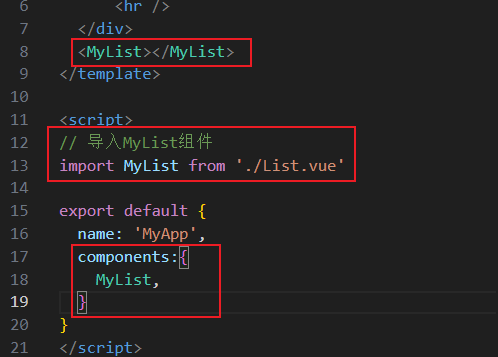 6 <hr />
7 </div>
8 <MyList></MyList>
9 </template>
10
11 <script>
12 // 导入MyList组件
13 import MyList from './List.vue'
14
15 export default {
16 name: 'MyApp',
17 components:{
18 MyList,
19 }
20 }
21 </script>